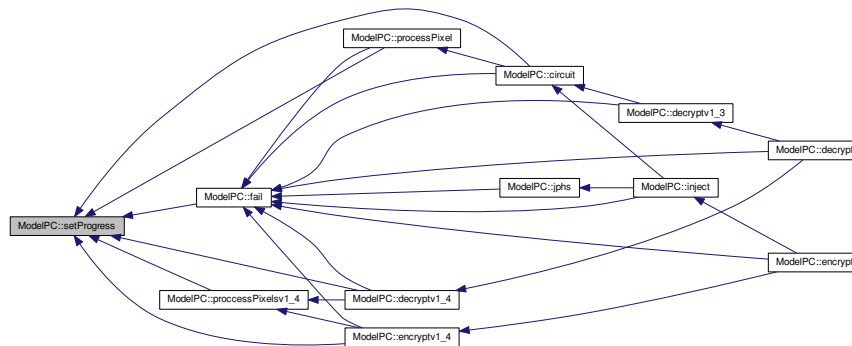 ModelPC::processPixel
ModelPC::circuit
ModelPC::decryptv1_3
ModelPC::decrypt
ModelPC::fail
ModelPC::jphs
ModelPC::inject
ModelPC::setProgress
ModelPC::encrypt
ModelPC::proccessPixelsv1_4
ModelPC::decryptv1_4
ModelPC::encryptv1_4